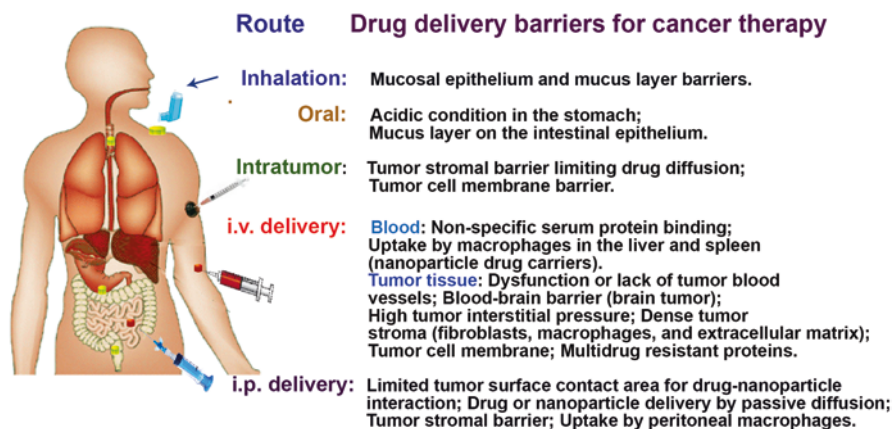 Route Drug delivery barriers for cancer therapy
Inhalation: Mucosal epithelium and mucus layer barriers.
Oral: Acidic condition in the stomach;
Mucus layer on the intestinal epithelium.
Intratumor: Tumor stromal barrier limiting drug diffusion;
Tumor cell membrane barrier.
i.v. delivery: Blood: Non-specific serum protein binding;
Uptake by macrophages in the liver and spleen
(nanoparticle drug carriers).
Tumor tissue: Dysfunction or lack of tumor blood
vessels; Blood-brain barrier (brain tumor);
High tumor interstitial pressure; Dense tumor
stroma (fibroblasts, macrophages, and extracellular matrix);
Tumor cell membrane; Multidrug resistant proteins.
i.p. delivery: Limited tumor surface contact area for drug-nanoparticle
interaction; Drug or nanoparticle delivery by passive diffusion;
Tumor stromal barrier; Uptake by peritoneal macrophages.